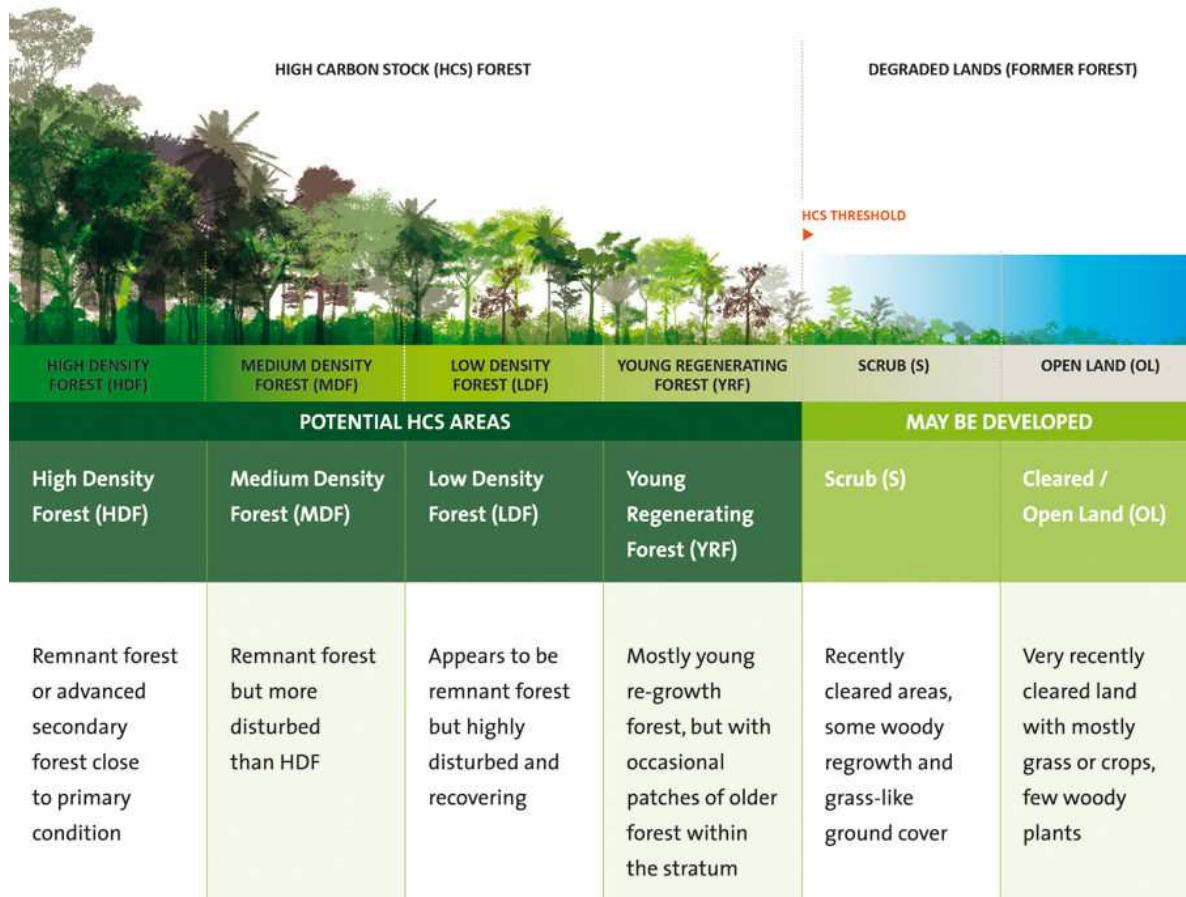 HIGH CARBON STOCK (HCS) FOREST
DEGRADED LANDS (FORMER FOREST)
HCS THRESHOLD
HIGH DENSITY
FOREST (HDF)
MEDIUM DENSITY
FOREST (MDF)
LOW DENSITY
FOREST (LDF)
YOUNG REGENERATING
FOREST (YRF)
SCRUB (S)
OPEN LAND (OL)
POTENTIAL HCS AREAS
MAY BE DEVELOPED
High Density
Forest (HDF)
Medium Density
Forest (MDF)
Low Density
Forest (LDF)
Young
Regenerating
Forest (YRF)
Scrub (S)
Cleared /
Open Land (OL)
Remnant forest
or advanced
secondary
forest close
to primary
condition
Remnant forest
but more
disturbed
than HDF
Appears to be
remnant forest
but highly
disturbed and
recovering
Mostly young
re-growth
forest, but with
occasional
patches of older
forest within
the stratum
Recently
cleared areas,
some woody
regrowth and
grass-like
ground cover
Very recently
cleared land
with mostly
grass or crops,
few woody
plants